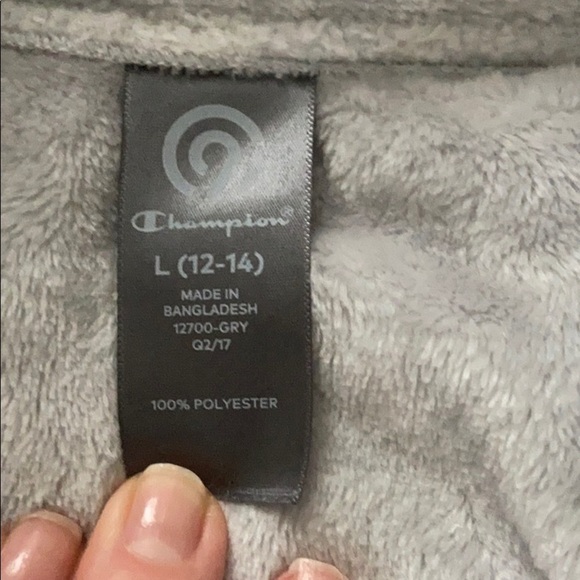 Champion
L (12-14)
MADE IN
BANGLADESH
12700-GRY
Q2/17
100% POLYESTER